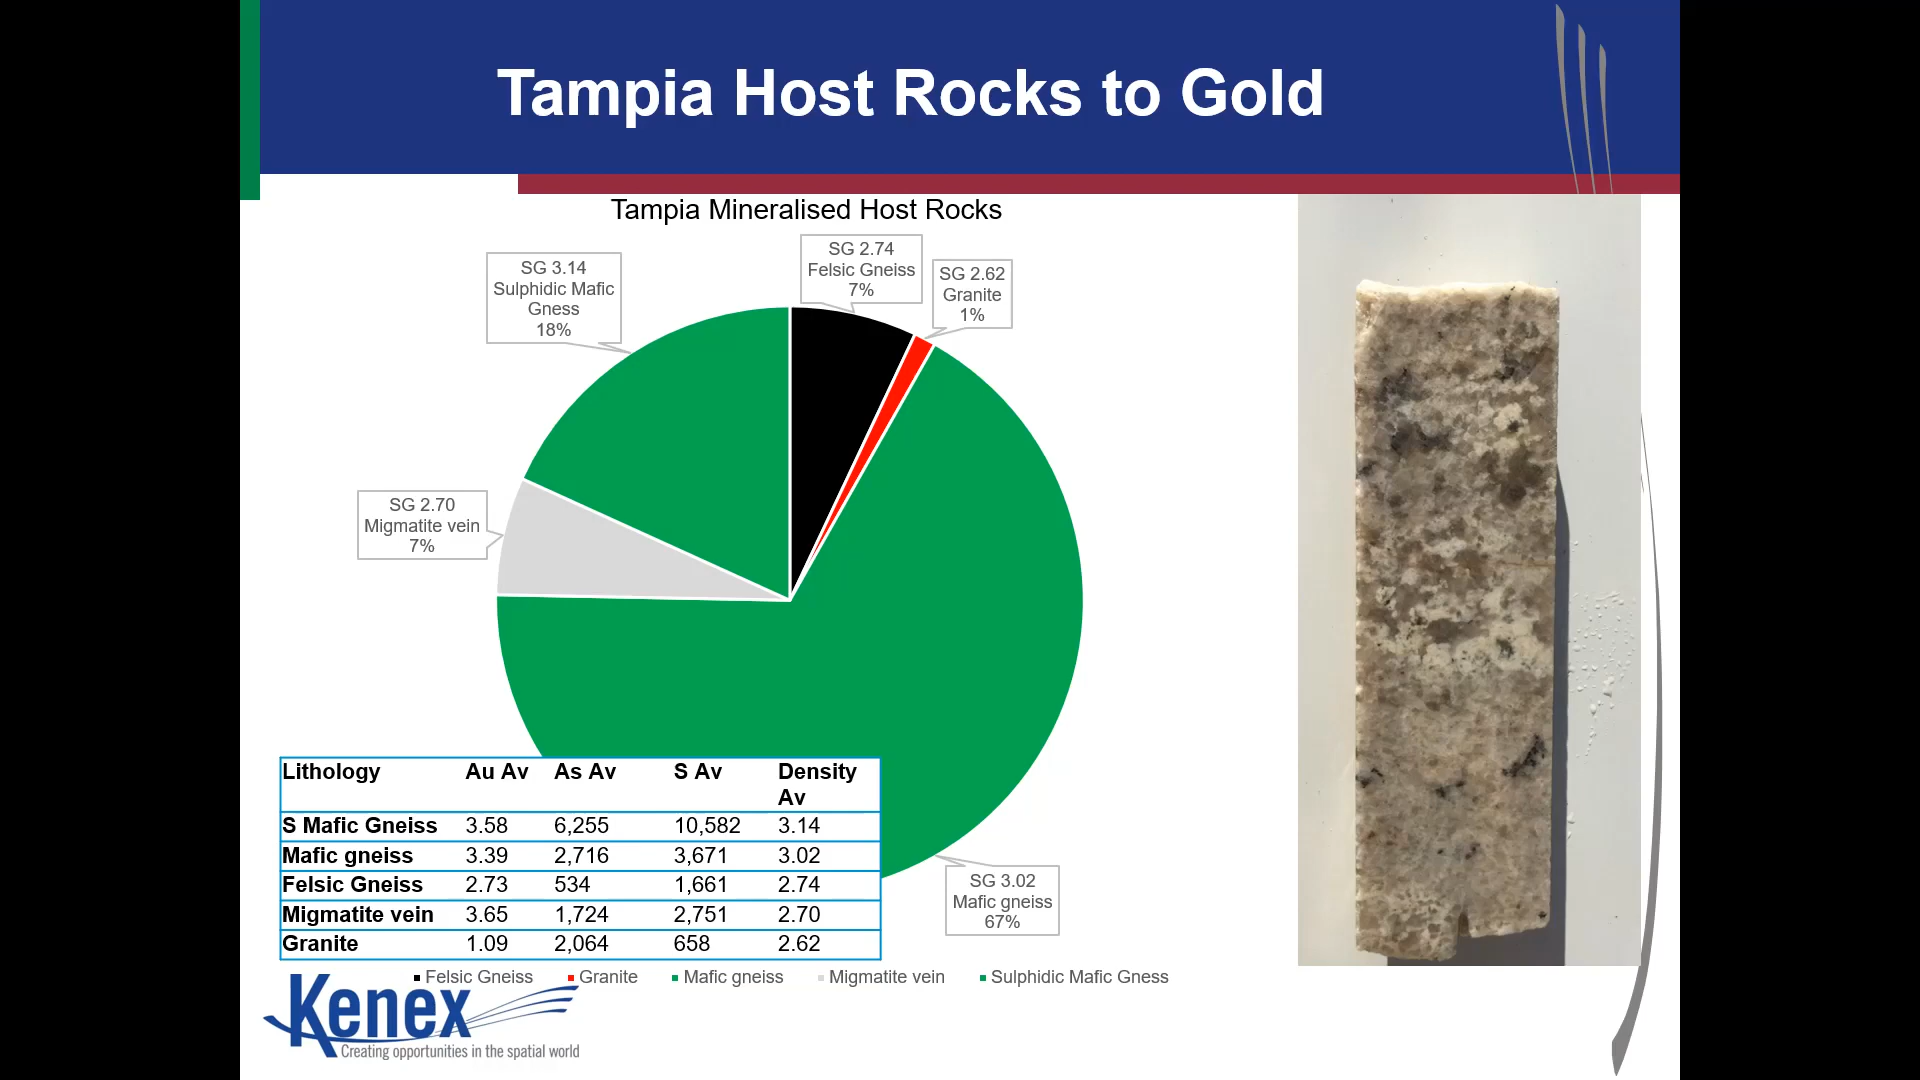 Tampia Host Rocks to Gold
Tampia Mineralised Host Rocks
SG 3.14
Sulphidic Mafic
Gness
18%
SG 2.74
Felsic Gneiss
7%
SG 2.62
Granite
1%
SG 2.70
Migmatite vein
7%
SG 3.02
Mafic gneiss
67%
Lithology Au Av As Av S Av Density
Av
S Mafic Gneiss 3.58 6,255 10,582 3.14
Mafic gneiss 3.39 2,716 3,671 3.02
Felsic Gneiss 2.73 534 1,661 2.74
Migmatite vein 3.65 1,724 2,751 2.70
Granite 1.09 2,064 658 2.62
Felsic Gneiss Granite Mafic gneiss Migmatite vein Sulphidic Mafic Gness
Kenex
Creating opportunities in the spatial world